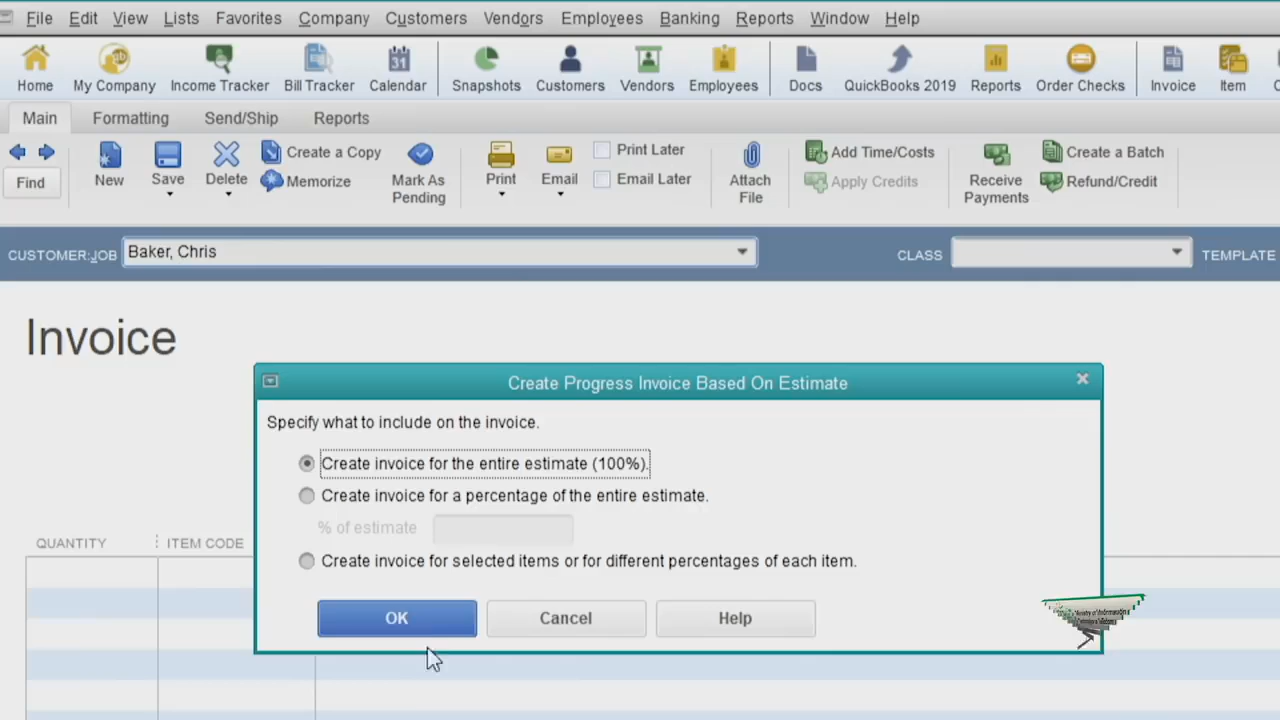 File Edit View Lists Favorites Company Customers Vendors Employees Banking Reports Window Help
31
Home My Company Income Tracker Bill Tracker Calendar Snapshots Customers Vendors Employees Docs QuickBooks 2019 Reports Order Checks Invoice Item
Main Formatting Send/Ship Reports
Find
New
Save
Delete
Create a Copy
Memorize
Mark As
Pending
Print
Email
Print Later
Email Later
Attach
File
Add Time/Costs
Apply Credits
Receive
Payments
Create a Batch
Refund/Credit
CUSTOMER:JOB Baker, Chris CLASS TEMPLATE
Invoice
Create Progress Invoice Based On Estimate
Specify what to include on the invoice.
Create invoice for the entire estimate (100%).
Create invoice for a percentage of the entire estimate.
% of estimate
Create invoice for selected items or for different percentages of each item.
OK Cancel Help
QUANTITY ITEM CODE